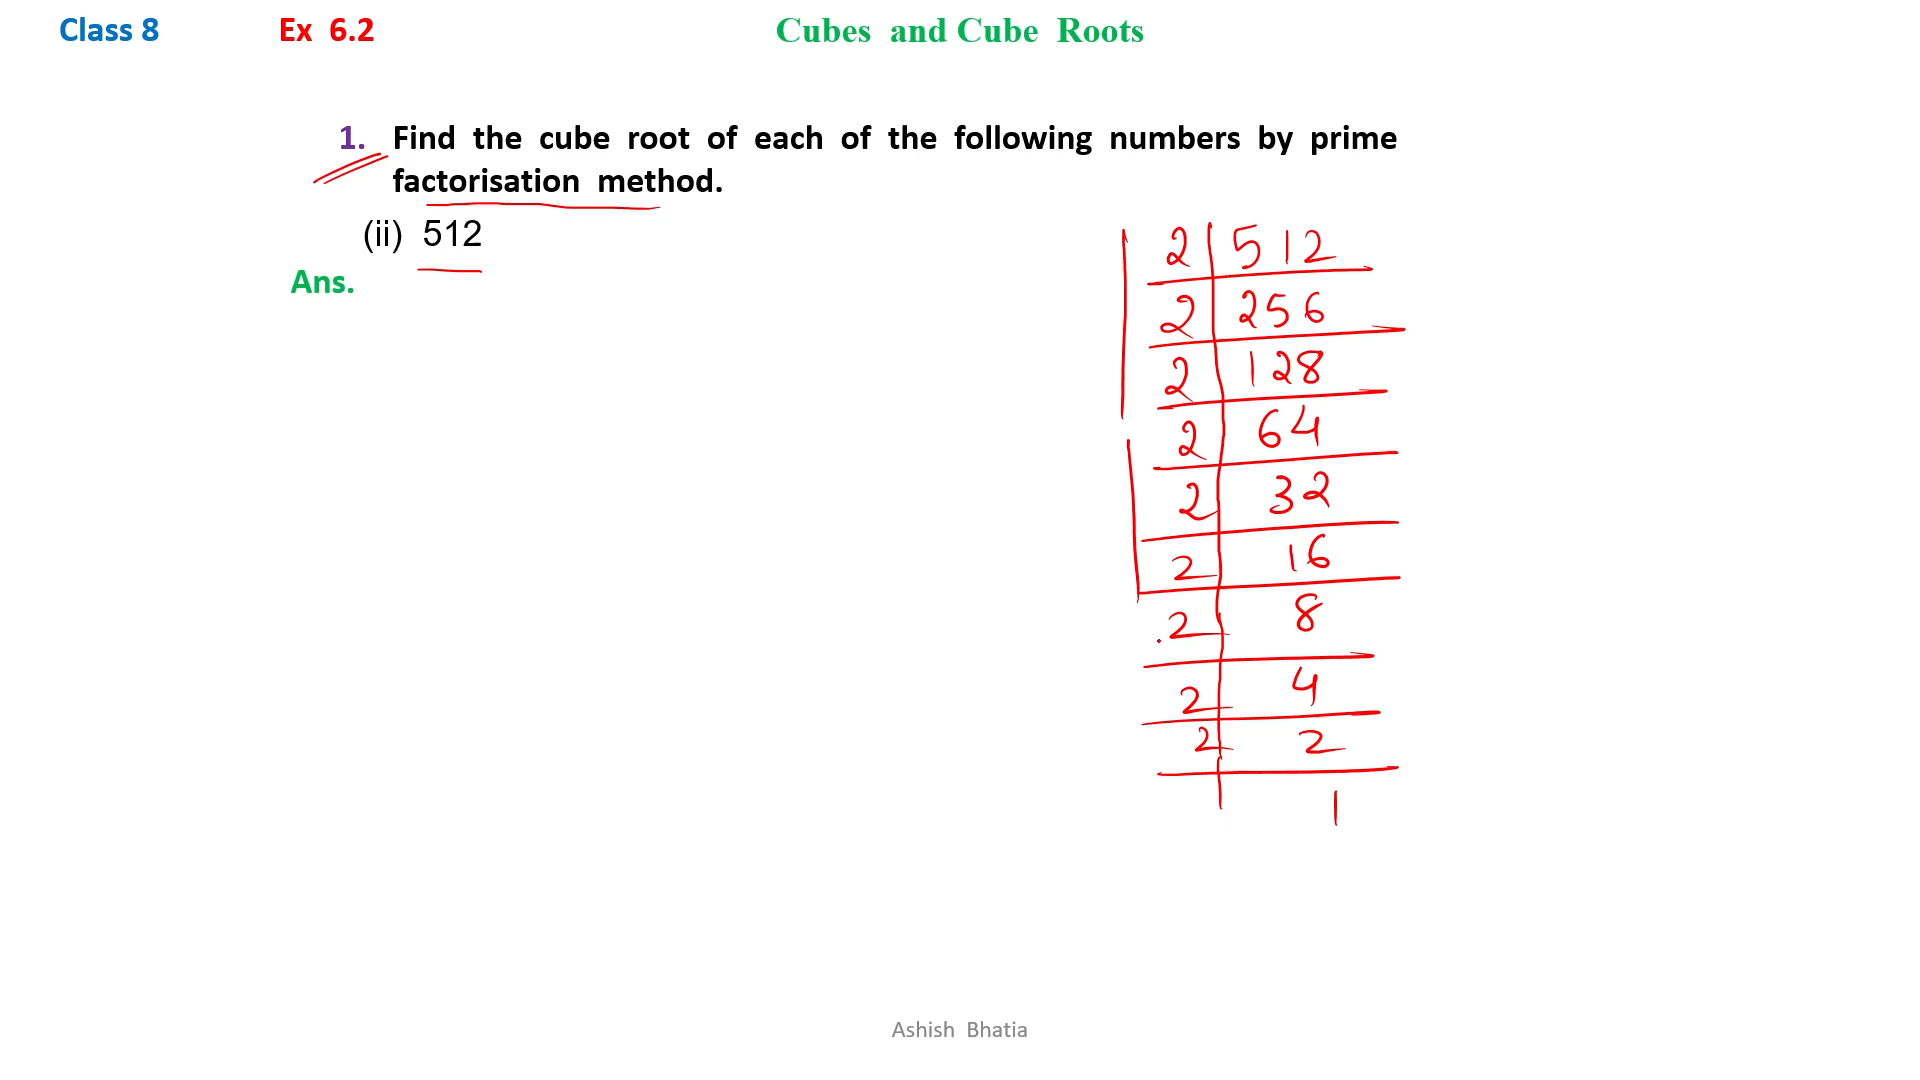 Class 8 Ex 6.2 Cubes and Cube Roots
1. Find the cube root of each of the following numbers by prime
factorisation method.
(ii) 512
Ans.
2 512
2 256
2 128
2 64
2 32
2 16
2 8
2 4
2 2
1
Ashish Bhatia